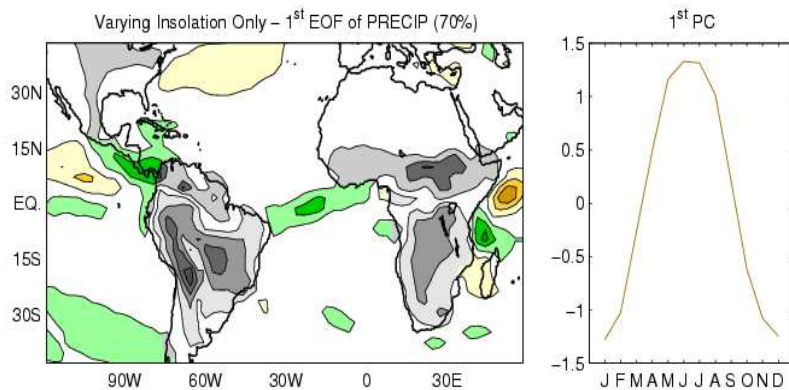 Varying Insolation Only – 1st EOF of PRECIP (70%)
1st PC
30N
15N
EQ.
15S
30S
90W 60W 30W 0 30E
1.5
1
0.5
0
−0.5
−1
−1.5
J F M A M J J A S O N D